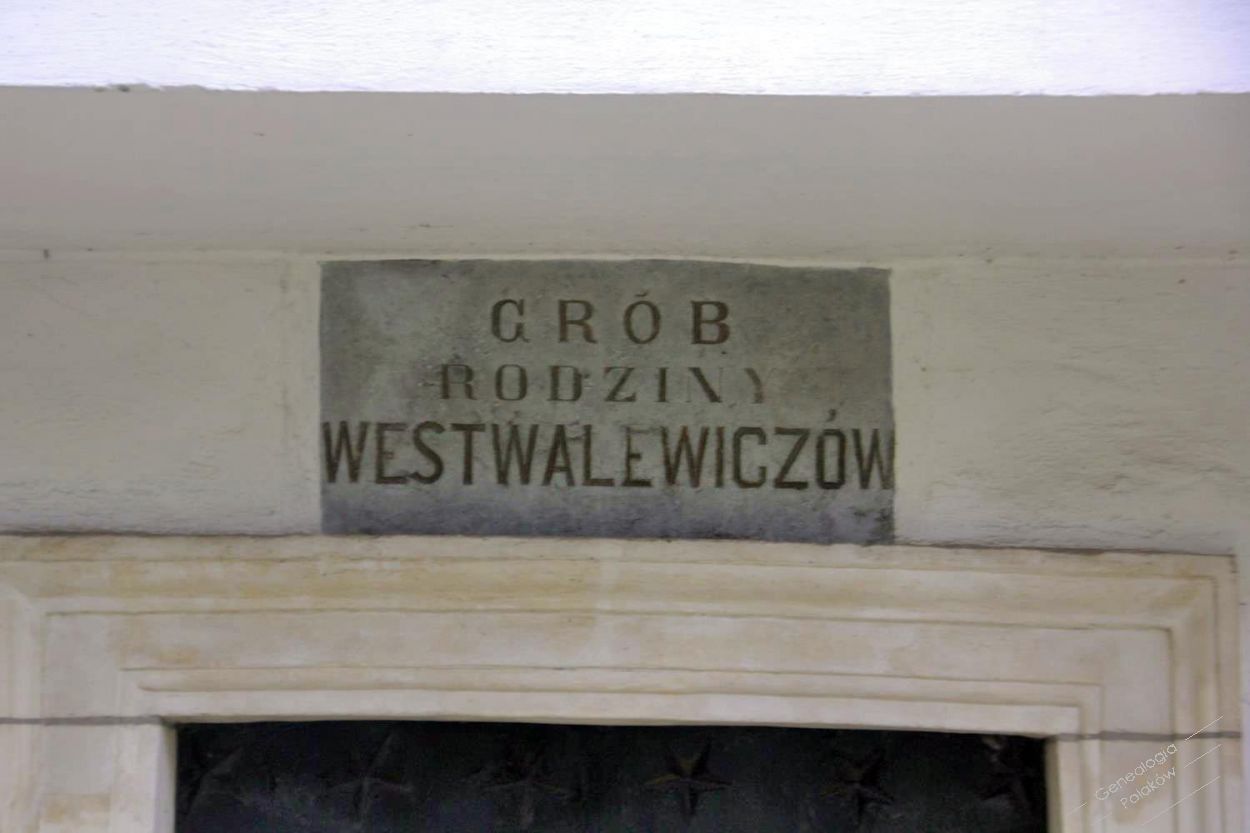 GRÓB
RODZINY
WESTWALEWICZÓW
Genealogia
Polaków